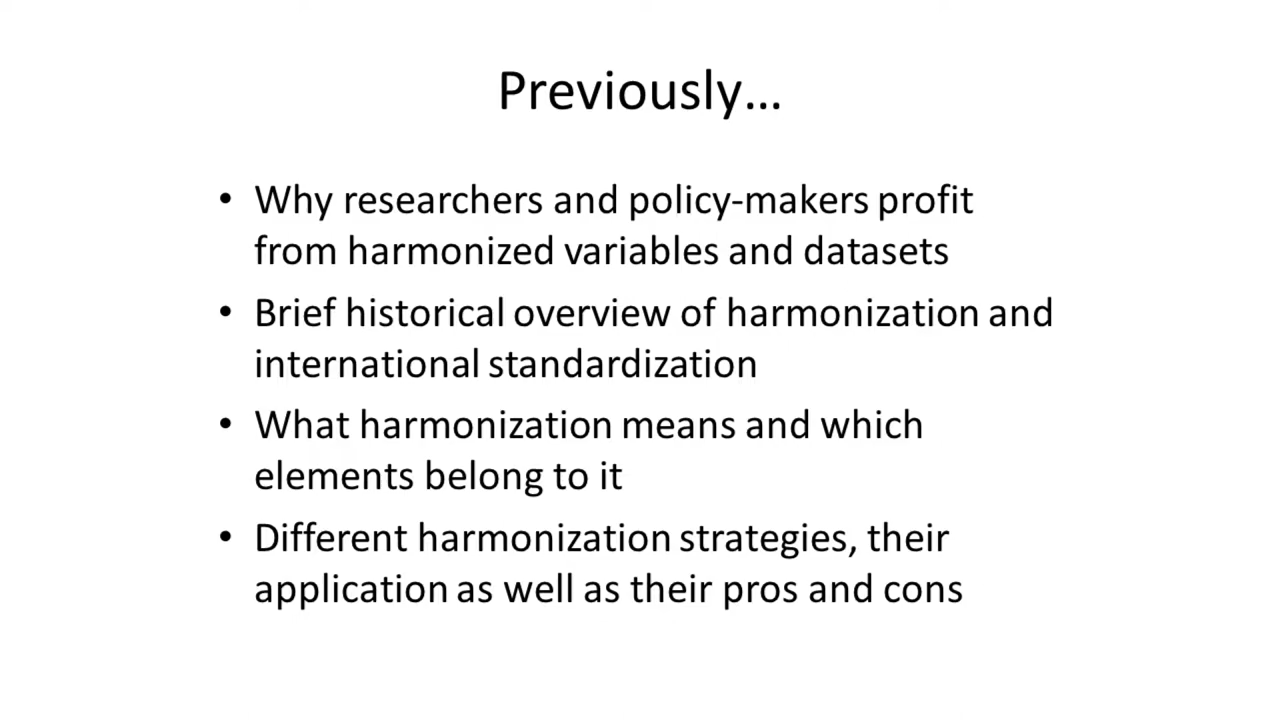 Previously…
• Why researchers and policy-makers profit
from harmonized variables and datasets
• Brief historical overview of harmonization and
international standardization
• What harmonization means and which
elements belong to it
• Different harmonization strategies, their
application as well as their pros and cons